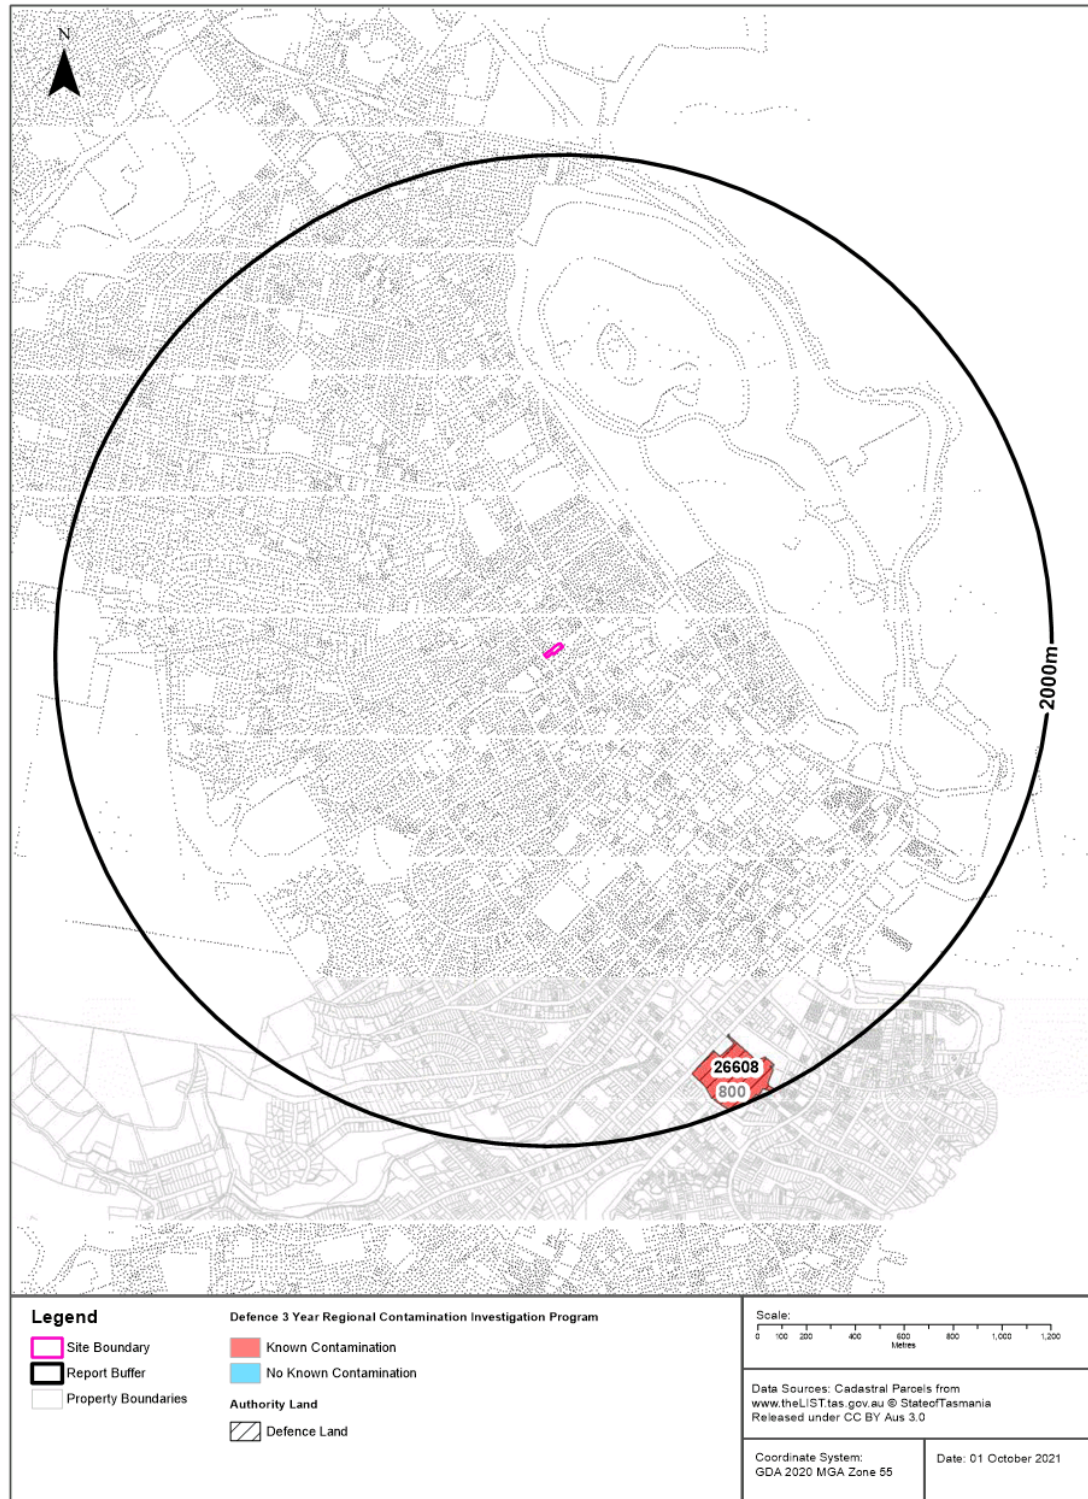 N
2000m
26608
800
Legend
Site Boundary
Report Buffer
Property Boundaries
Defence 3 Year Regional Contamination Investigation Program
Known Contamination
No Known Contamination
Authority Land
Defence Land
Scale:
0 100 200 400 600 800 1,000 1,200
Metres
Data Sources: Cadastral Parcels from
www.theLIST.tas.gov.au © StateofTasmania
Released under CC BY Aus 3.0
Coordinate System:
GDA 2020 MGA Zone 55
Date: 01 October 2021